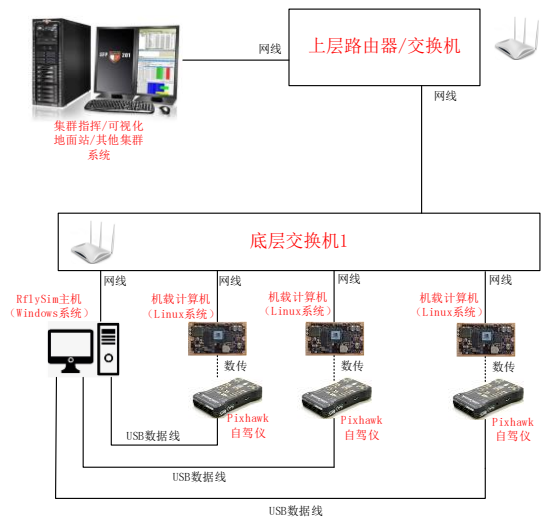 网线
上层路由器/交换机
集群指挥/可视化
地面站/其他集群
系统
网线
底层交换机1
网线
网线
网线
网线
RflySim主机
(Windows系统)
机载计算机
(Linux系统)
机载计算机
(Linux系统)
机载计算机
(Linux系统)
数传
数传
数传
Pixhawk
自驾仪
Pixhawk
自驾仪
Pixhawk
自驾仪
USB数据线
USB数据线
USB数据线